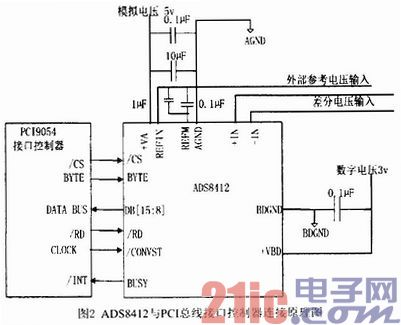 模拟电压 5v
0.1μF
AGND
10μF
外部参考电压输入
1μF
0.1μF
差分电压输入
+VA
REFIN
REFM
AGND
+IN
-IN
PCI9054
接口控制器
/CS
BYTE
DATA BUS
/RD
CLOCK
/INT
/CS
BYTE
DB[15:8]
/RD
/CONVST
BUSY
ADS8412
BDGND
+VBD
数字电压3v
0.1μF
BDGND
21ic电子网
图2 ADS8412与PCI总线接口控制器连接原理图